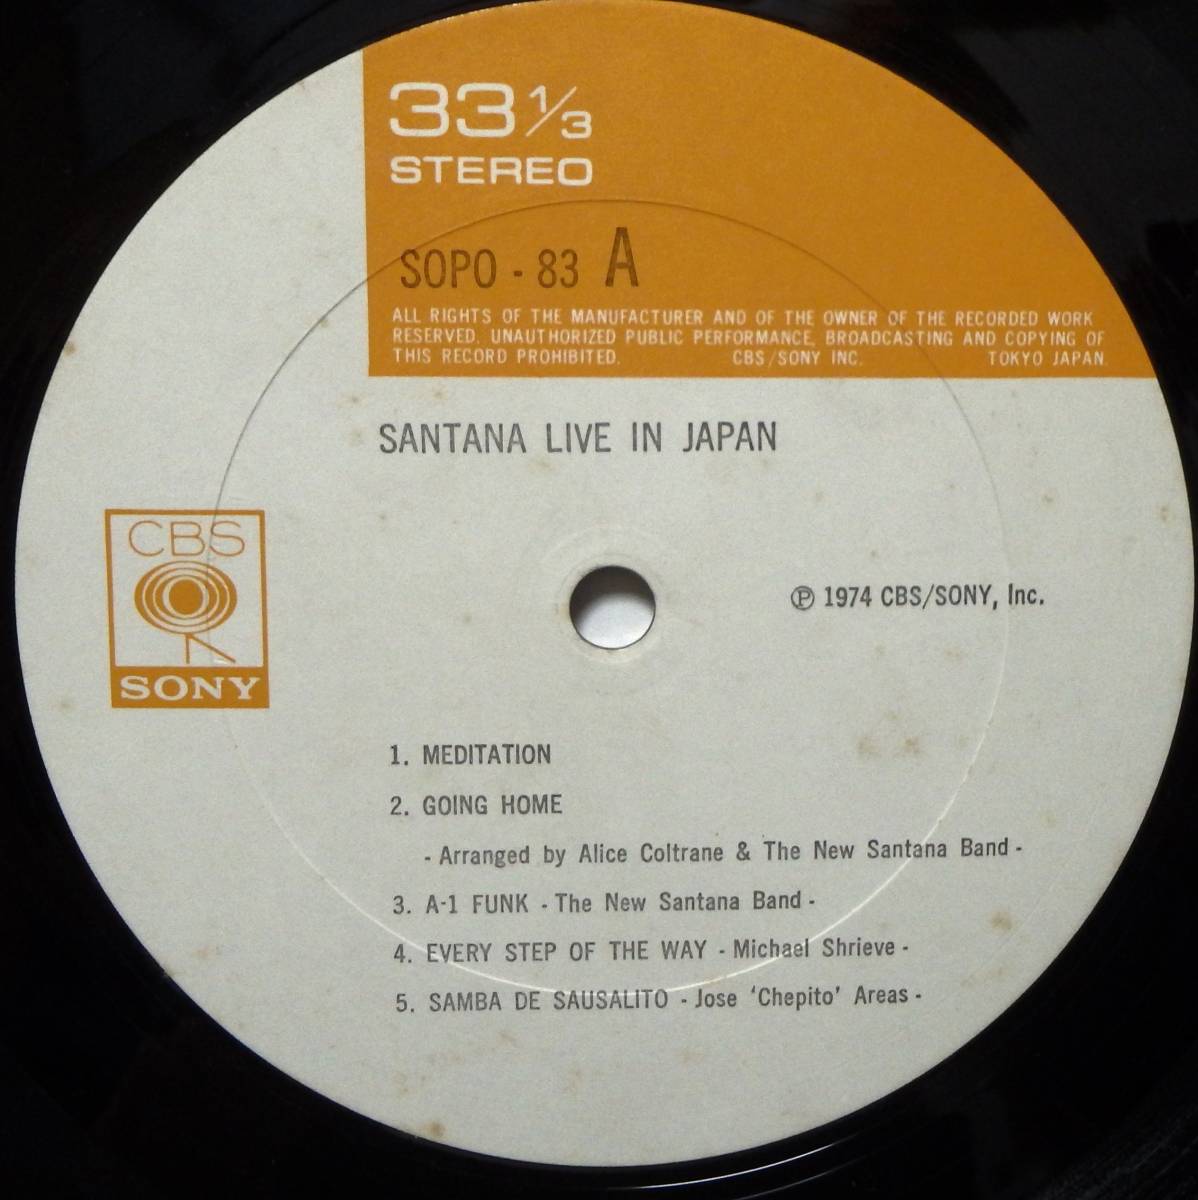 33 1/3
STEREO
SOPO - 83 A
ALL RIGHTS OF THE MANUFACTURER AND OF THE OWNER OF THE RECORDED WORK
RESERVED. UNAUTHORIZED PUBLIC PERFORMANCE, BROADCASTING AND COPYING OF
THIS RECORD PROHIBITED. CBS/SONY INC. TOKYO JAPAN.
SANTANA LIVE IN JAPAN
CBS
SONY
℗ 1974 CBS/SONY, Inc.
1. MEDITATION
2. GOING HOME
- Arranged by Alice Coltrane & The New Santana Band -
3. A-1 FUNK - The New Santana Band -
4. EVERY STEP OF THE WAY - Michael Shrieve -
5. SAMBA DE SAUSALITO - Jose 'Chepito' Areas -